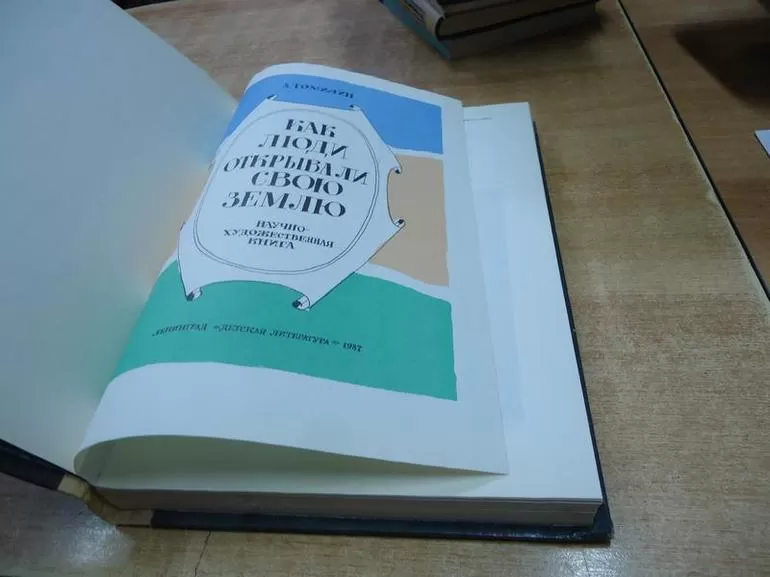 А. ТОМИЛИН
КАК
ЛЮДИ
ОТКРЫВАЛИ
СВОЮ
ЗЕМЛЮ
НАУЧНО-
ХУДОЖЕСТВЕННАЯ
КНИГА
ЛЕНИНГРАД «ДЕТСКАЯ ЛИТЕРАТУРА» 1987